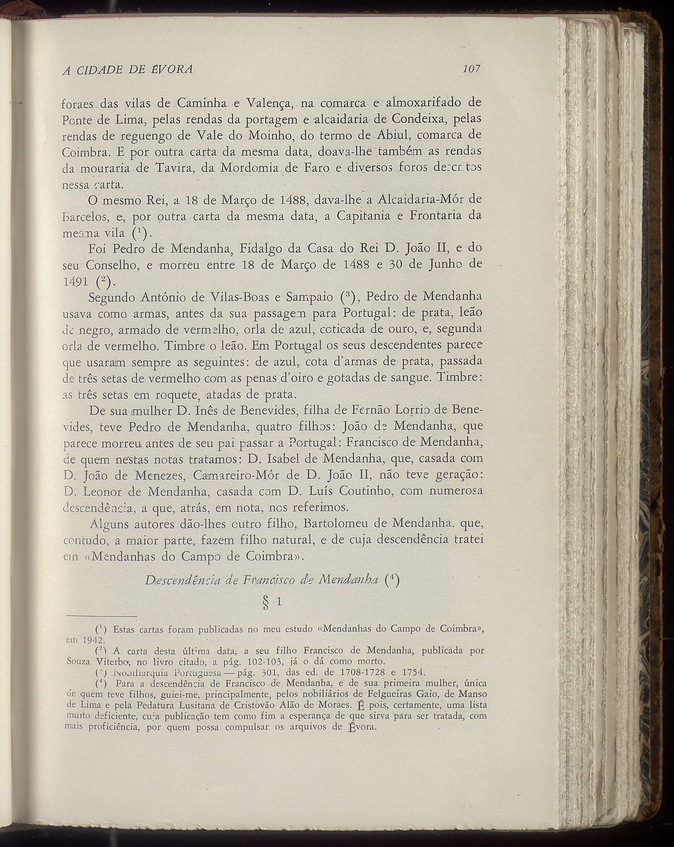 A CIDADE DE ÉVORA 107
foraes das vilas de Caminha e Valença, na comarca e almoxarifado de
Ponte de Lima, pelas rendas da portagem e alcaidaria de Condeixa, pelas
rendas de reguengo de Vale do Moinho, do termo de Abiul, comarca de
Coimbra. E por outra carta da mesma data, doava-lhe também as rendas
da mouraria de Tavira, da Mordomia de Faro e diversos foros descritos
nessa carta.
O mesmo Rei, a 18 de Março de 1488, dava-lhe a Alcaidaria-Mór de
Barcelos, e, por outra carta da mesma data, a Capitania e Frontaria da
mesma vila (¹).
Foi Pedro de Mendanha, Fidalgo da Casa do Rei D. João II, e do
seu Conselho, e morreu entre 18 de Março de 1488 e 30 de Junho de
1491 (²).
Segundo António de Vilas-Boas e Sampaio (³), Pedro de Mendanha
usava como armas, antes da sua passagem para Portugal: de prata, leão
de negro, armado de vermelho, orla de azul, coticada de ouro, e, segunda
orla de vermelho. Timbre o leão. Em Portugal os seus descendentes parece
que usaram sempre as seguintes: de azul, cota d'armas de prata, passada
de três setas de vermelho com as penas d'oiro e gotadas de sangue. Timbre:
as três setas em roquete, atadas de prata.
De sua mulher D. Inês de Benevides, filha de Fernão Lorrio de Bene-
vides, teve Pedro de Mendanha, quatro filhos: João de Mendanha, que
parece morreu antes de seu pai passar a Portugal: Francisco de Mendanha,
de quem nestas notas tratamos: D. Isabel de Mendanha, que, casada com
D. João de Menezes, Camareiro-Mór de D. João II, não teve geração:
D. Leonor de Mendanha, casada com D. Luís Coutinho, com numerosa
descendência, a que, atrás, em nota, nos referimos.
Alguns autores dão-lhes outro filho, Bartolomeu de Mendanha. que,
contudo, a maior parte, fazem filho natural, e de cuja descendência tratei
em «Mendanhas do Campo de Coimbra».
Descendência de Francisco de Mendanha (⁴)
§ 1
(¹) Estas cartas foram publicadas no meu estudo «Mendanhas do Campo de Coimbra»,
em 1942.
(²) A carta desta última data, a seu filho Francisco de Mendanha, publicada por
Souza Viterbo, no livro citado, a pág. 102-103, já o dá como morto.
(³) Nobiliarquia Portuguesa — pág. 301, das ed. de 1708-1728 e 1754.
(⁴) Para a descendência de Francisco de Mendanha, e de sua primeira mulher, única
de quem teve filhos, guiei-me, principalmente, pelos nobiliários de Felgueiras Gaio, de Manso
de Lima e pela Pedatura Lusitana de Cristovão Alão de Moraes. É pois, certamente, uma lista
muito deficiente, cuja publicação tem como fim a esperança de que sirva para ser tratada, com
mais proficiência, por quem possa compulsar os arquivos de Évora.